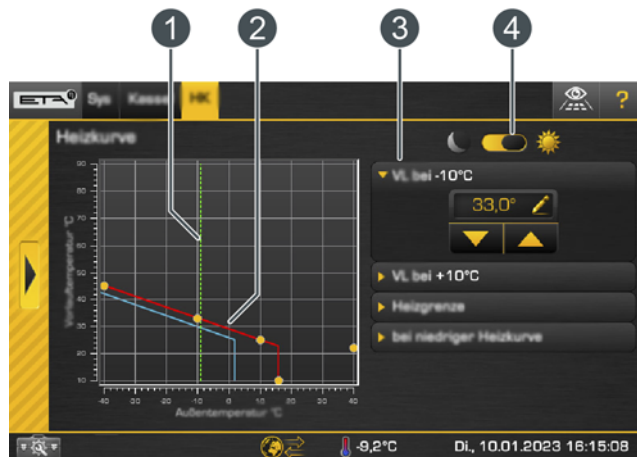 1 2 3 4
ETA Sys Kessel HK ?
Heizkurve
VL bei -10°C
33,0°
VL bei +10°C
Heizgrenze
bei niedriger Heizkurve
Vorlauftemperatur °C
90
80
70
60
50
40
30
20
10
-40 -30 -20 -10 0 10 20 30 40
Außentemperatur °C
-9,2°C Di., 10.01.2023 16:15:08